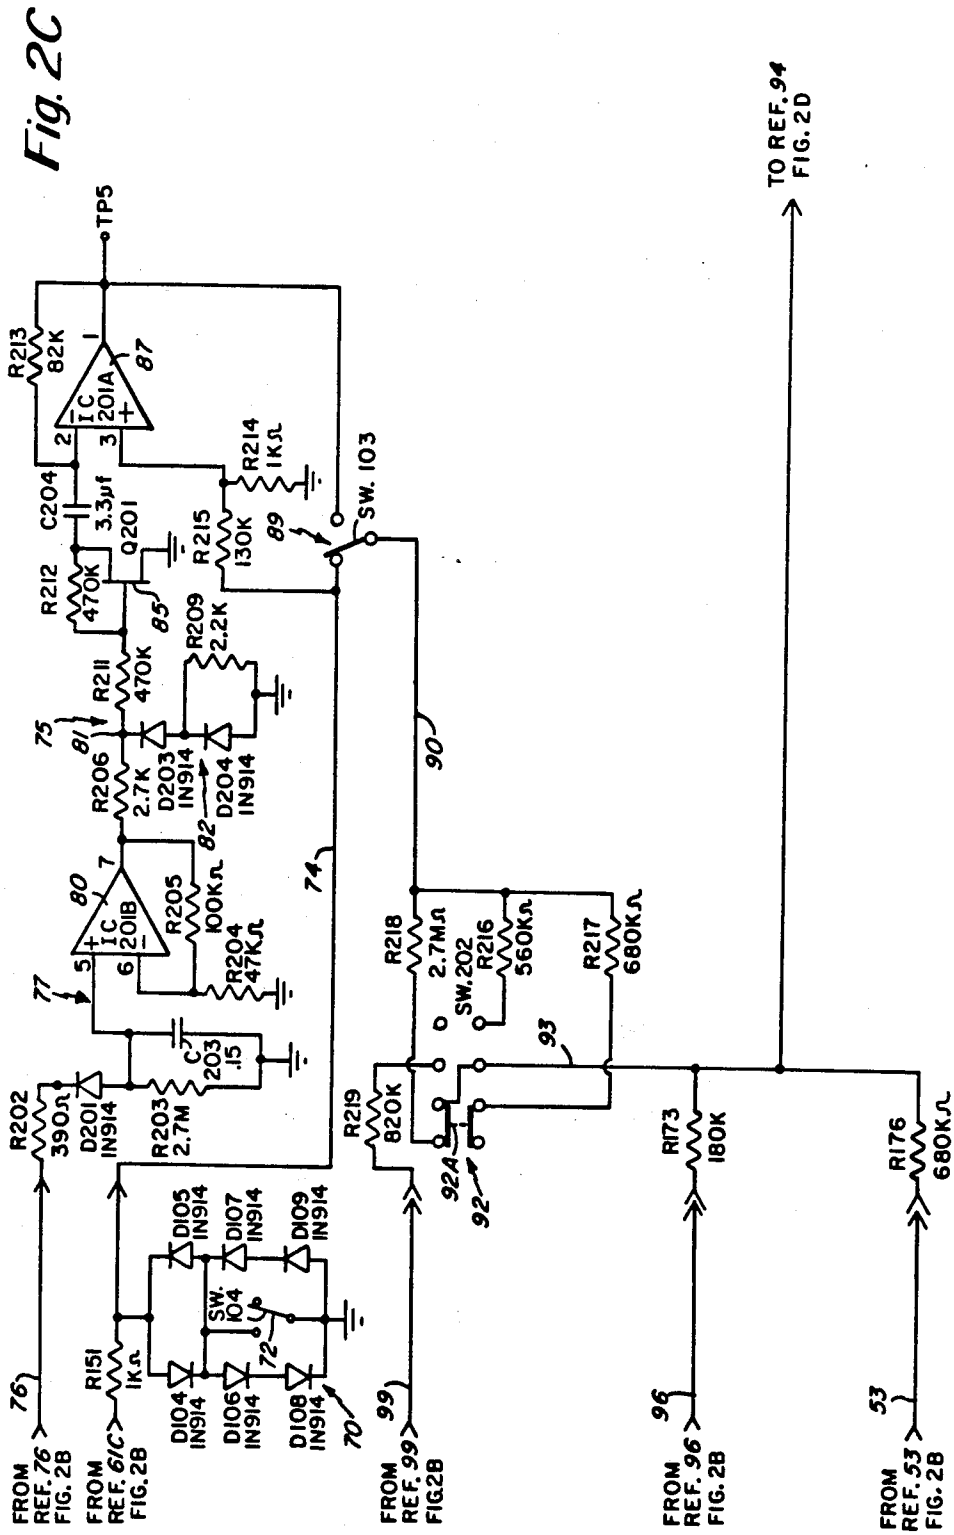 Fig. 2C
FROM
REF. 76
FIG. 2B
76
R202
390Ω
D201
IN914
R203
2.7M
C
203
.15
77
5
6
+
−
IC
201B
80
7
R205
100KΩ
R204
47KΩ
R206
2.7K
75
81
D203
IN914
82
D204
IN914
R209
2.2K
R211
470K
R212
470K
85
Q201
C204
3.3µf
2
3
−
+
IC
201A
87
1
R213
82K
TP5
R215
130K
R214
1KΩ
89
SW. 103
FROM
REF. 61C
FIG. 2B
R151
1KΩ
D104
IN914
D105
IN914
D106
IN914
D107
IN914
D108
IN914
D109
IN914
SW.
104
72
70
74
90
FROM
REF. 99
FIG.2B
99
R219
820K
92A
92
SW.202
R218
2.7MΩ
R216
560KΩ
R217
680KΩ
93
FROM
REF. 96
FIG. 2B
96
R173
180K
TO REF. 94
FIG. 2D
FROM
REF. 53
FIG. 2B
53
R176
680KΩ